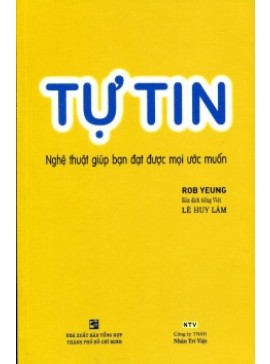 TỰ TIN
Nghệ thuật giúp bạn đạt được mọi ước muốn
ROB YEUNG
Bản dịch tiếng Việt
LÊ HUY LÂM
NHÀ XUẤT BẢN TỔNG HỢP
THÀNH PHỐ HỒ CHÍ MINH
NTV
Công ty TNHH
Nhân Trí Việt